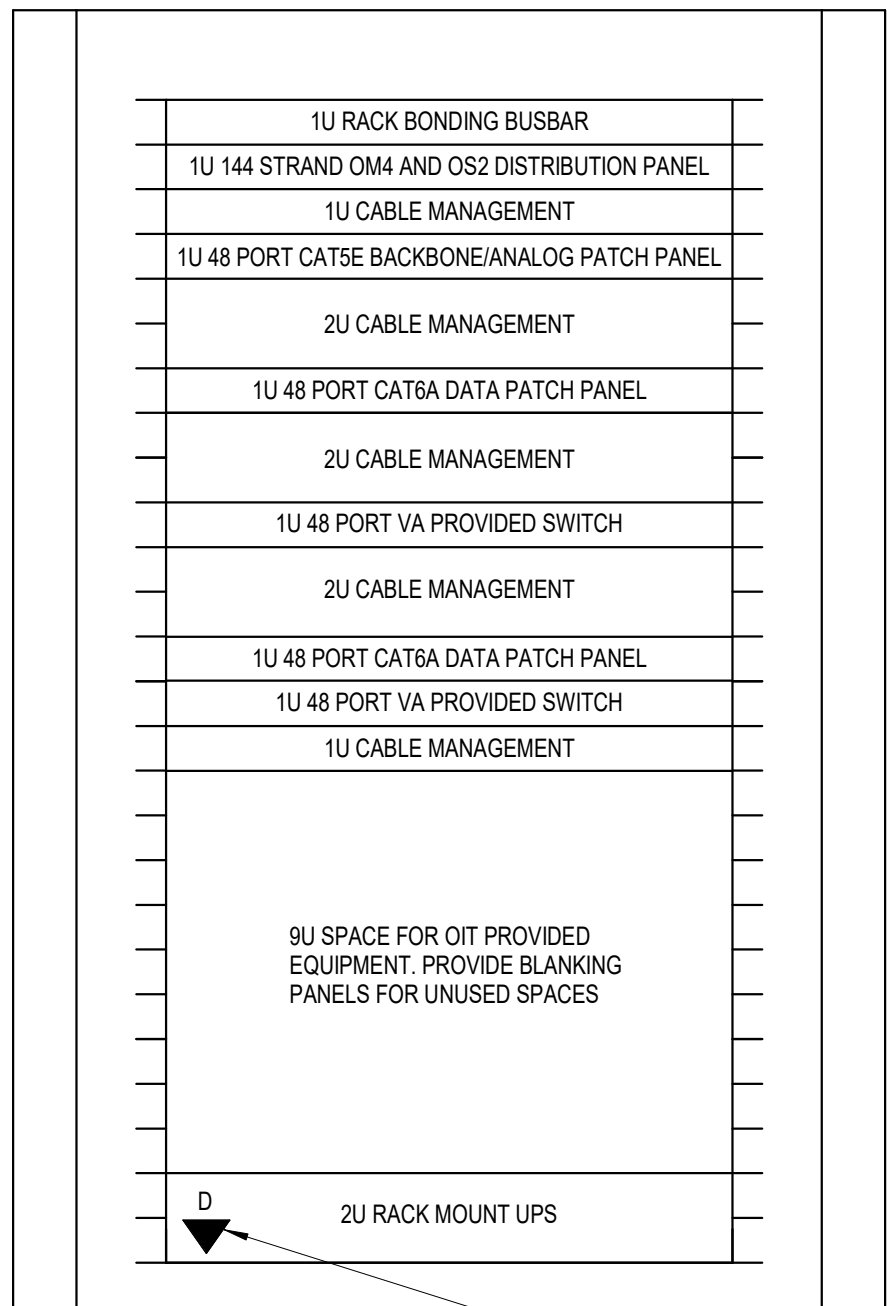 1U RACK BONDING BUSBAR
1U 144 STRAND OM4 AND OS2 DISTRIBUTION PANEL
1U CABLE MANAGEMENT
1U 48 PORT CAT5E BACKBONE/ANALOG PATCH PANEL
2U CABLE MANAGEMENT
1U 48 PORT CAT6A DATA PATCH PANEL
2U CABLE MANAGEMENT
1U 48 PORT VA PROVIDED SWITCH
2U CABLE MANAGEMENT
1U 48 PORT CAT6A DATA PATCH PANEL
1U 48 PORT VA PROVIDED SWITCH
1U CABLE MANAGEMENT
9U SPACE FOR OIT PROVIDED
EQUIPMENT. PROVIDE BLANKING
PANELS FOR UNUSED SPACES
D
2U RACK MOUNT UPS